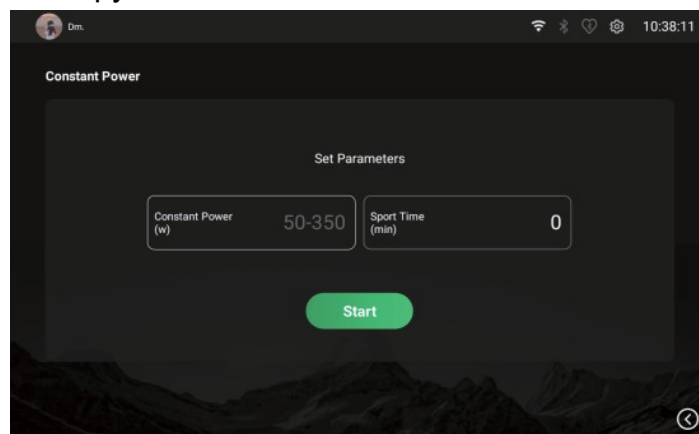 Dm.
10:38:11
Constant Power
Set Parameters
Constant Power
(w)
50-350
Sport Time
(min)
0
Start